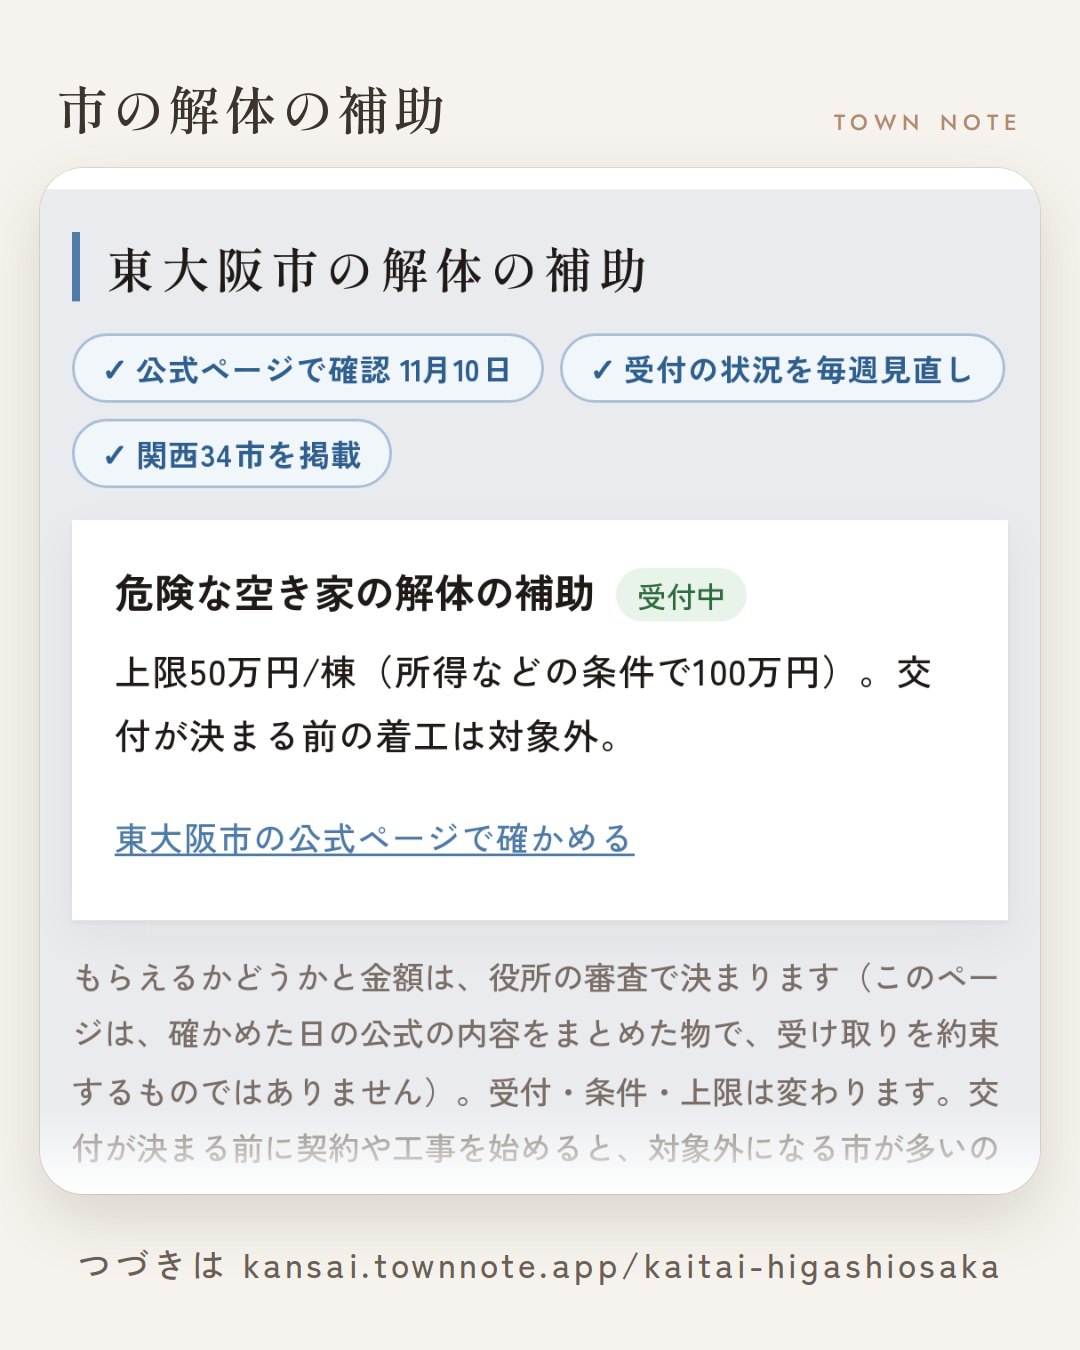 市の解体の補助
TOWN NOTE
東大阪市の解体の補助
✓ 公式ページで確認 11月10日
✓ 受付の状況を毎週見直し
✓ 関西34市を掲載
危険な空き家の解体の補助 受付中
上限50万円/棟（所得などの条件で100万円）。交
付が決まる前の着工は対象外。
東大阪市の公式ページで確かめる
もらえるかどうかと金額は、役所の審査で決まります（このペー
ジは、確かめた日の公式の内容をまとめた物で、受け取りを約束
するものではありません）。受付・条件・上限は変わります。交
付が決まる前に契約や工事を始めると、対象外になる市が多いの
つづきは kansai.townnote.app/kaitai-higashiosaka